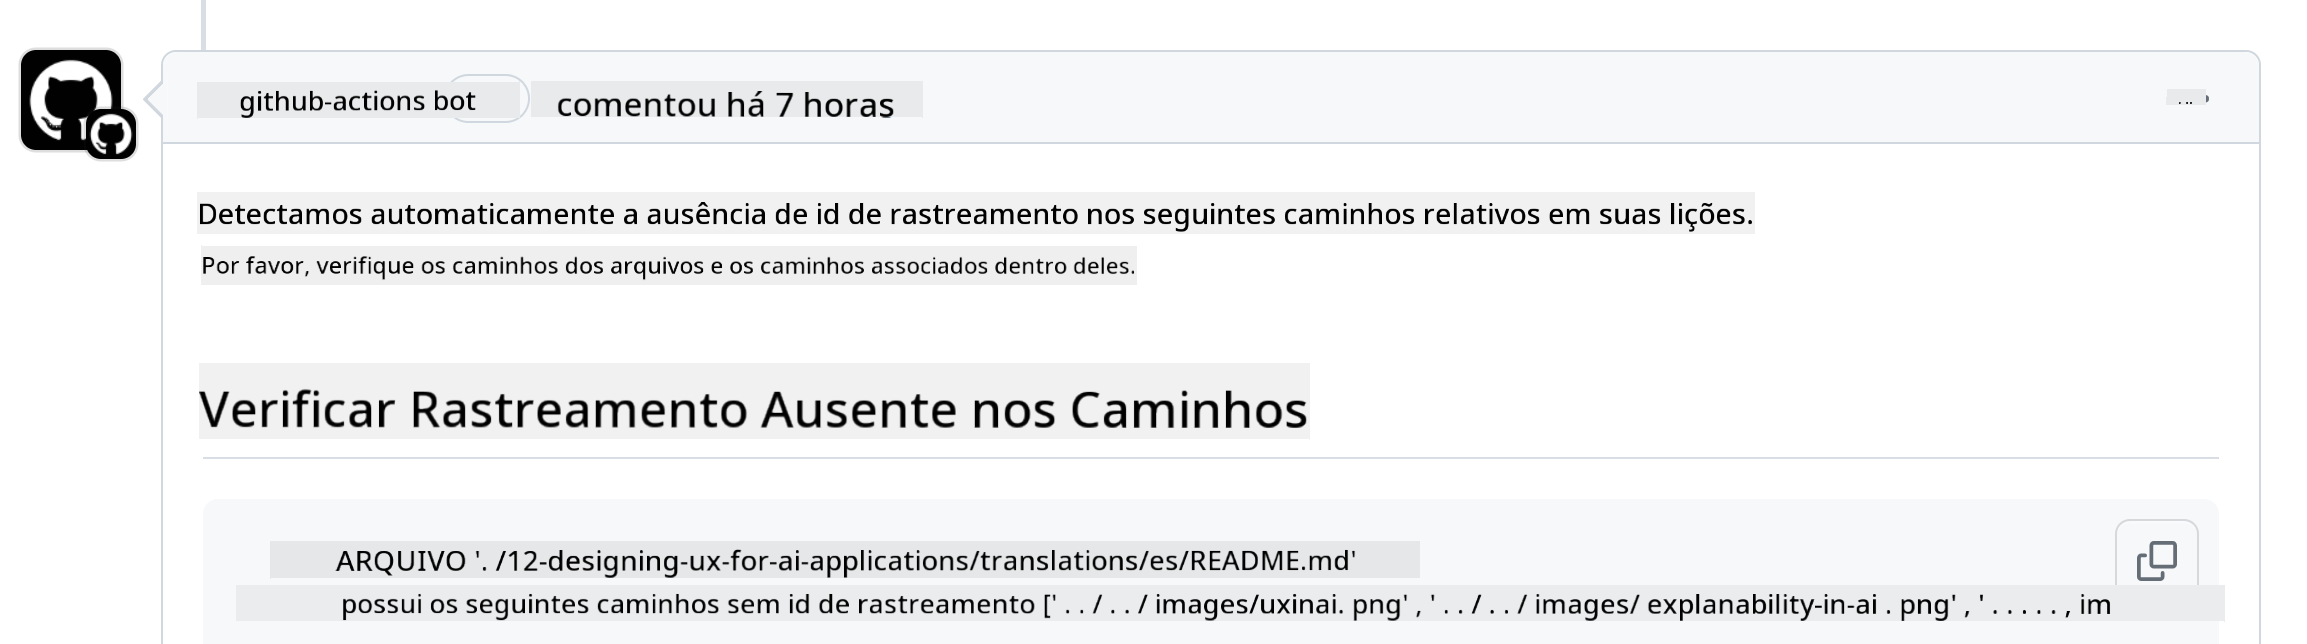 github-actions bot comentou há 7 horas ...
Detectamos automaticamente a ausência de id de rastreamento nos seguintes caminhos relativos em suas lições.
Por favor, verifique os caminhos dos arquivos e os caminhos associados dentro deles.
Verificar Rastreamento Ausente nos Caminhos
ARQUIVO '. /12-designing-ux-for-ai-applications/translations/es/README.md'
possui os seguintes caminhos sem id de rastreamento [' . . / . . / images/uxinai. png' , ' . . / . . / images/ explanability-in-ai . png' , ' . . . . . , im